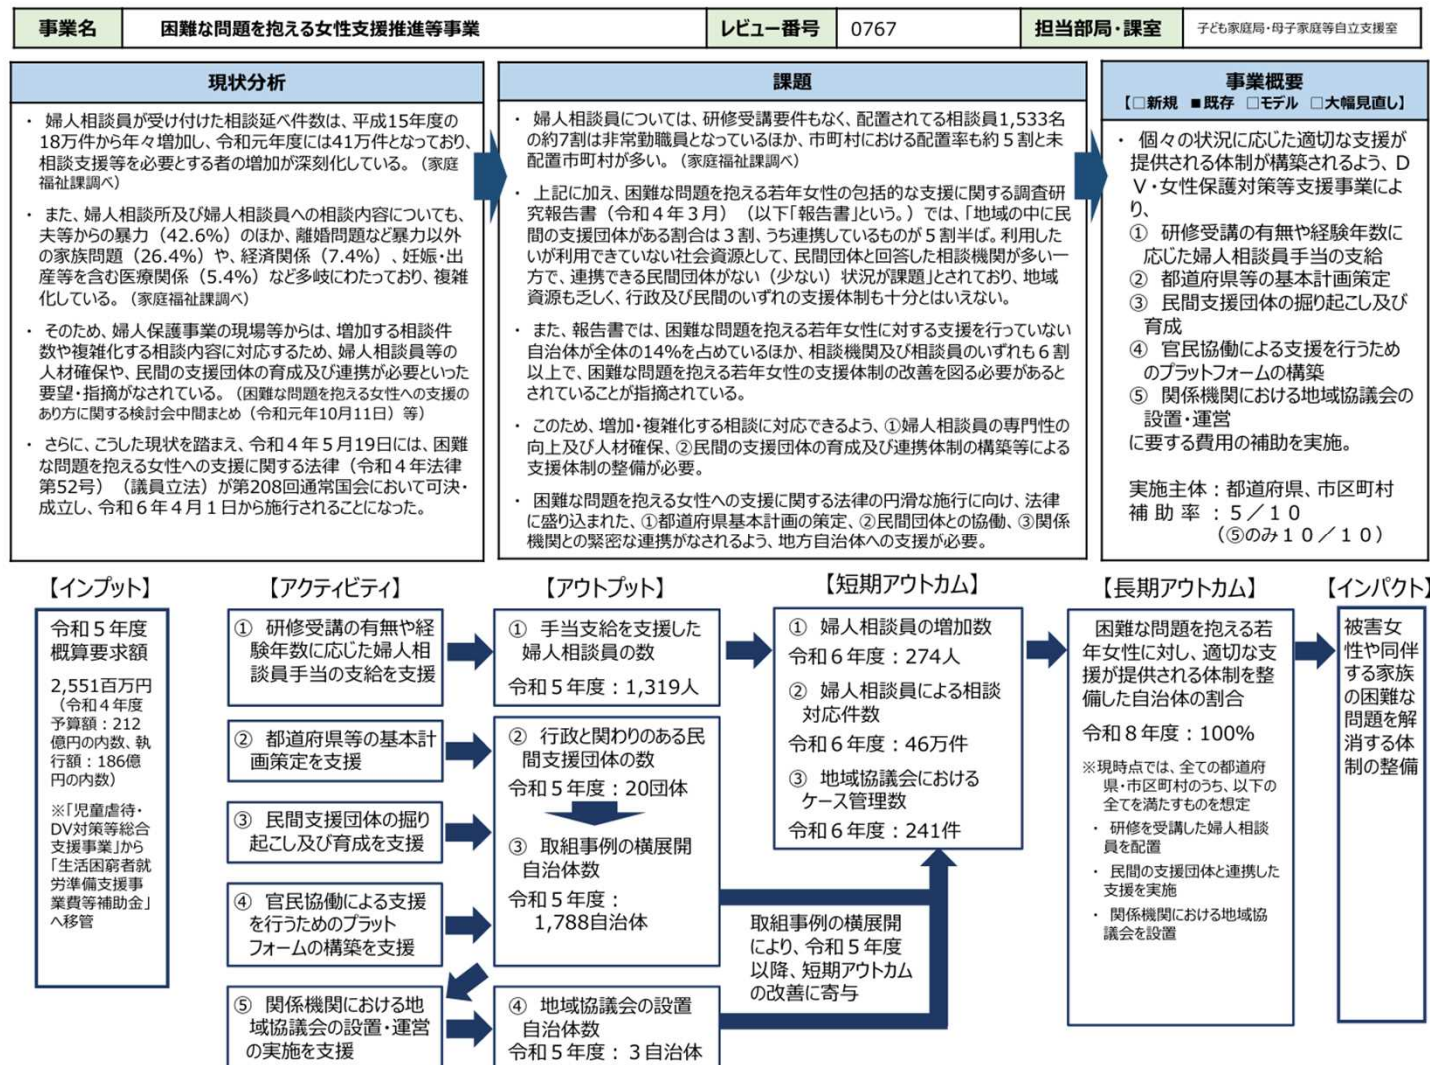 事業名
困難な問題を抱える女性支援推進等事業
レビュー番号
0767
担当部局・課室
子ども家庭局・母子家庭等自立支援室
現状分析
・ 婦人相談員が受け付けた相談延べ件数は、平成15年度の
18万件から年々増加し、令和元年度には41万件となっており、
相談支援等を必要とする者の増加が深刻化している。（家庭
福祉課調べ）
・ また、婦人相談所及び婦人相談員への相談内容についても、
夫等からの暴力（42.6%）のほか、離婚問題など暴力以外
の家族問題（26.4%）や、経済関係（7.4%）、妊娠・出
産等を含む医療関係（5.4%）など多岐にわたっており、複雑
化している。（家庭福祉課調べ）
・ そのため、婦人保護事業の現場等からは、増加する相談件
数や複雑化する相談内容に対応するため、婦人相談員等の
人材確保や、民間の支援団体の育成及び連携が必要といった
要望・指摘がなされている。（困難な問題を抱える女性への支援の
あり方に関する検討会中間まとめ（令和元年10月11日）等）
・ さらに、こうした現状を踏まえ、令和４年５月19日には、困難
な問題を抱える女性への支援に関する法律（令和４年法律
第52号）（議員立法）が第208回通常国会において可決・
成立し、令和６年４月１日から施行されることになった。
課題
・ 婦人相談員については、研修受講要件もなく、配置されてる相談員1,533名
の約7割は非常勤職員となっているほか、市町村における配置率も約５割と未
配置市町村が多い。（家庭福祉課調べ）
・ 上記に加え、困難な問題を抱える若年女性の包括的な支援に関する調査研
究報告書（令和４年３月）（以下「報告書」という。）では、「地域の中に民
間の支援団体がある割合は３割、うち連携しているものが５割半ば。利用した
いが利用できていない社会資源として、民間団体と回答した相談機関が多い一
方で、連携できる民間団体がない（少ない）状況が課題」とされており、地域
資源も乏しく、行政及び民間のいずれの支援体制も十分とはいえない。
・ また、報告書では、困難な問題を抱える若年女性に対する支援を行っていない
自治体が全体の14%を占めているほか、相談機関及び相談員のいずれも６割
以上で、困難な問題を抱える若年女性の支援体制の改善を図る必要があると
されていることが指摘されている。
・ このため、増加・複雑化する相談に対応できるよう、①婦人相談員の専門性の
向上及び人材確保、②民間の支援団体の育成及び連携体制の構築等による
支援体制の整備が必要。
・ 困難な問題を抱える女性への支援に関する法律の円滑な施行に向け、法律
に盛り込まれた、①都道府県基本計画の策定、②民間団体との協働、③関係
機関との緊密な連携がなされるよう、地方自治体への支援が必要。
事業概要
【□新規 ■既存 □モデル □大幅見直し】
・ 個々の状況に応じた適切な支援が
提供される体制が構築されるよう、Ｄ
Ｖ・女性保護対策等支援事業によ
り、
① 研修受講の有無や経験年数に
応じた婦人相談員手当の支給
② 都道府県等の基本計画策定
③ 民間支援団体の掘り起こし及び
育成
④ 官民協働による支援を行うため
のプラットフォームの構築
⑤ 関係機関における地域協議会の
設置・運営
に要する費用の補助を実施。
実施主体：都道府県、市区町村
補 助 率 ：５／１０
（⑤のみ１０／１０）
【インプット】
令和５年度
概算要求額
2,551百万円
（令和４年度
予算額：212
億円の内数、執
行額：186億
円の内数）
※「児童虐待・
DV対策等総合
支援事業」から
「生活困窮者就
労準備支援事
業費等補助金」
へ移管
【アクティビティ】
① 研修受講の有無や経
験年数に応じた婦人相
談員手当の支給を支援
② 都道府県等の基本計
画策定を支援
③ 民間支援団体の掘り
起こし及び育成を支援
④ 官民協働による支援
を行うためのプラット
フォームの構築を支援
⑤ 関係機関における地
域協議会の設置・運営
の実施を支援
【アウトプット】
① 手当支給を支援した
婦人相談員の数
令和５年度：1,319人
② 行政と関わりのある民
間支援団体の数
令和５年度：20団体
③ 取組事例の横展開
自治体数
令和５年度：
1,788自治体
④ 地域協議会の設置
自治体数
令和５年度：３自治体
【短期アウトカム】
① 婦人相談員の増加数
令和６年度：274人
② 婦人相談員による相談
対応件数
令和６年度：46万件
③ 地域協議会における
ケース管理数
令和６年度：241件
取組事例の横展開
により、令和５年度
以降、短期アウトカム
の改善に寄与
【長期アウトカム】
困難な問題を抱える若
年女性に対し、適切な支
援が提供される体制を整
備した自治体の割合
令和８年度：100%
※現時点では、全ての都道府
県・市区町村のうち、以下の
全てを満たすものを想定
・ 研修を受講した婦人相談
員を配置
・ 民間の支援団体と連携した
支援を実施
・ 関係機関における地域協
議会を設置
【インパクト】
被害女
性や同伴
する家族
の困難な
問題を解
消する体
制の整備